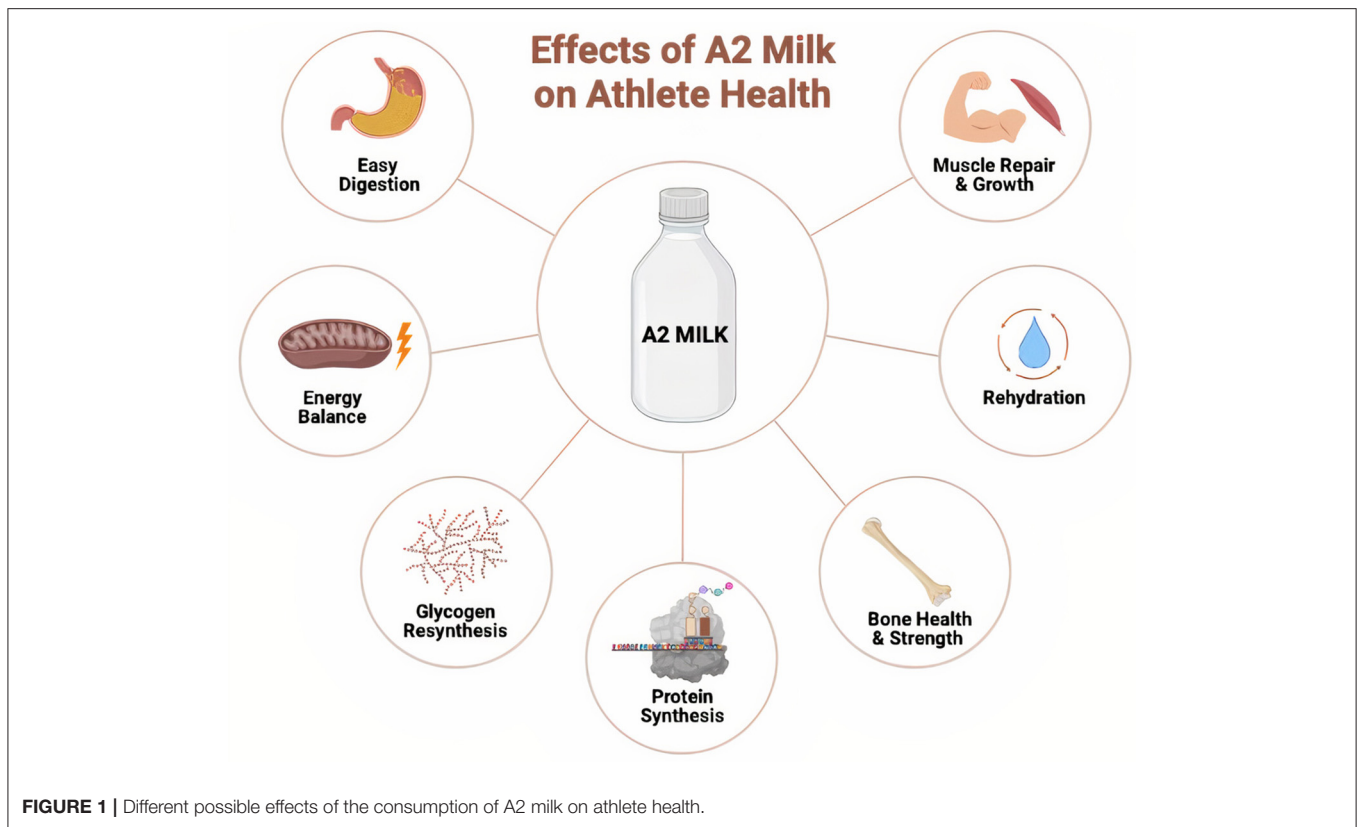 Effects of A2 Milk
on Athlete Health
Easy
Digestion
Muscle Repair
& Growth
A2 MILK
Energy
Balance
Rehydration
Glycogen
Resynthesis
Bone Health
& Strength
Protein
Synthesis
FIGURE 1 | Different possible effects of the consumption of A2 milk on athlete health.